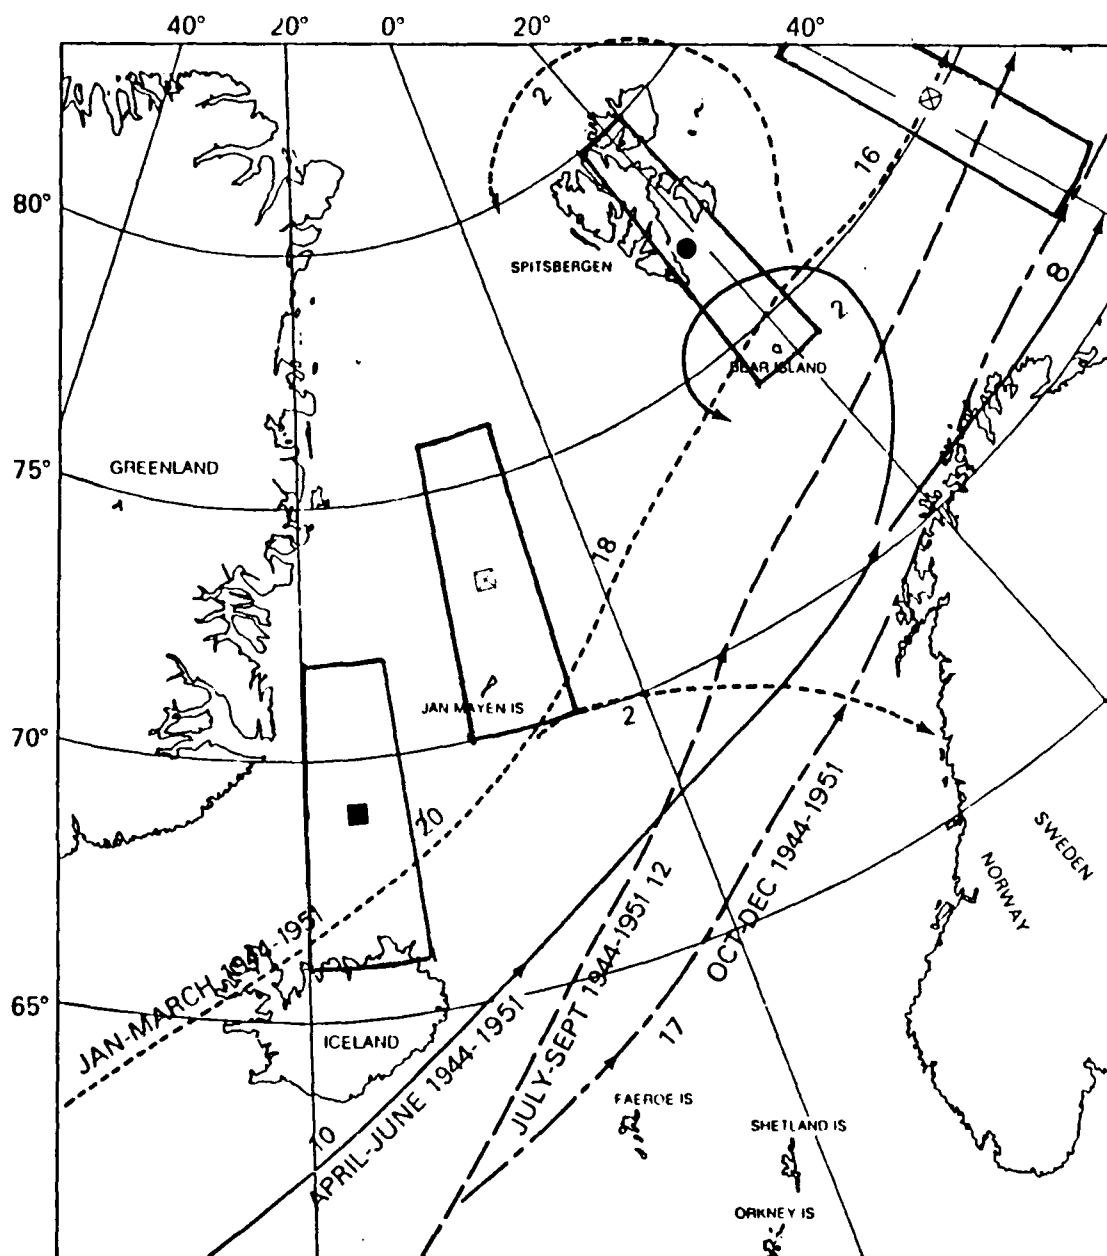 40° 20° 0° 20° 40°
2
16
80°
SPITSBERGEN
8
2
BEAR ISLAND
75°
GREENLAND
18
JAN MAYEN IS
2
70°
20
SWEDEN
NORWAY
JAN-MARCH 1944-1951
JULY-SEPT 1944-1951 12
OCT-DEC 1944-1951
65°
ICELAND
17
APRIL-JUNE 1944-1951
10
FAEROE IS
SHETLAND IS
ORKNEY IS